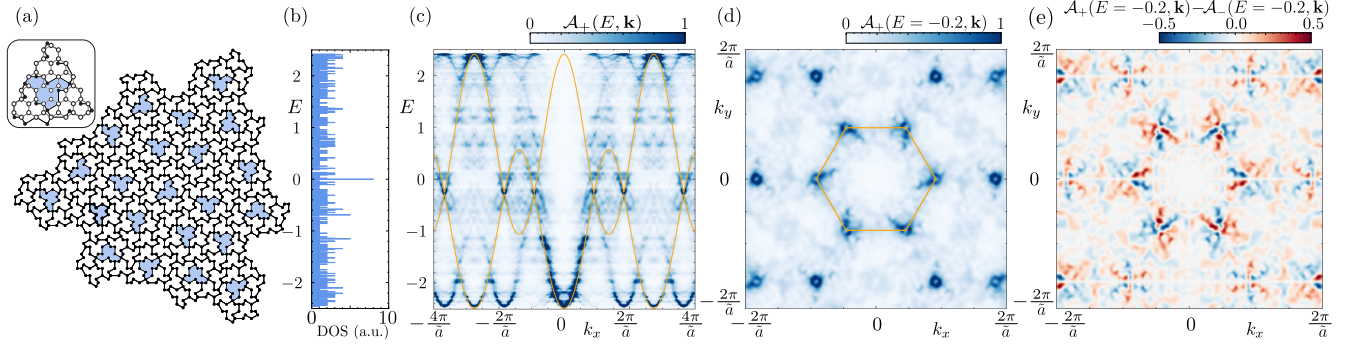 (a)
(b)
E
2
1
0
−1
−2
0
10
DOS (a.u.)
(c)
0 𝒜₊(E, k) 1
E
2
1
0
−1
−2
−4π/ã −2π/ã 0 kₓ 2π/ã 4π/ã
(d)
0 𝒜₊(E = −0.2, k) 1
2π/ã
k_y
0
−2π/ã
−2π/ã 0 kₓ 2π/ã
(e)
𝒜₊(E = −0.2, k)−𝒜₋(E = −0.2, k)
−0.5 0.0 0.5
2π/ã
k_y
0
−2π/ã
−2π/ã 0 kₓ 2π/ã